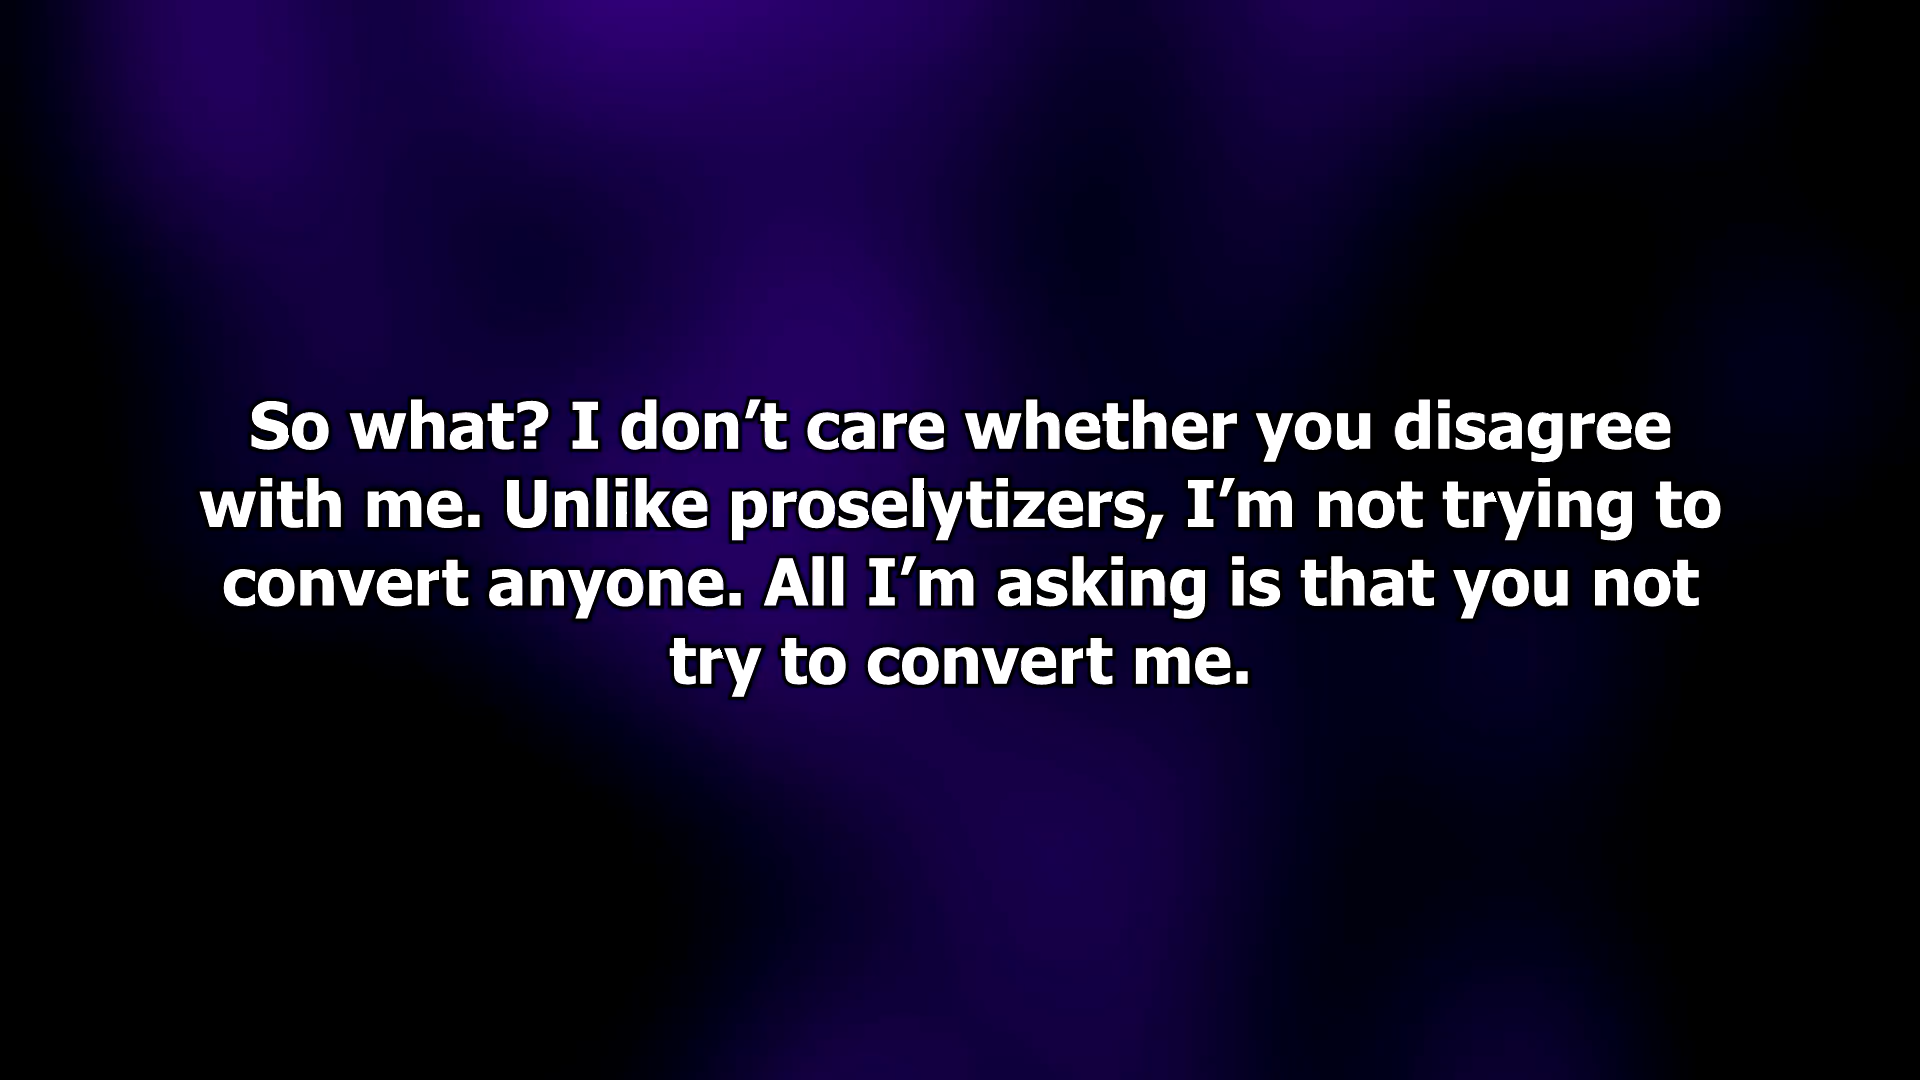 So what? I don’t care whether you disagree
with me. Unlike proselytizers, I’m not trying to
convert anyone. All I’m asking is that you not
try to convert me.